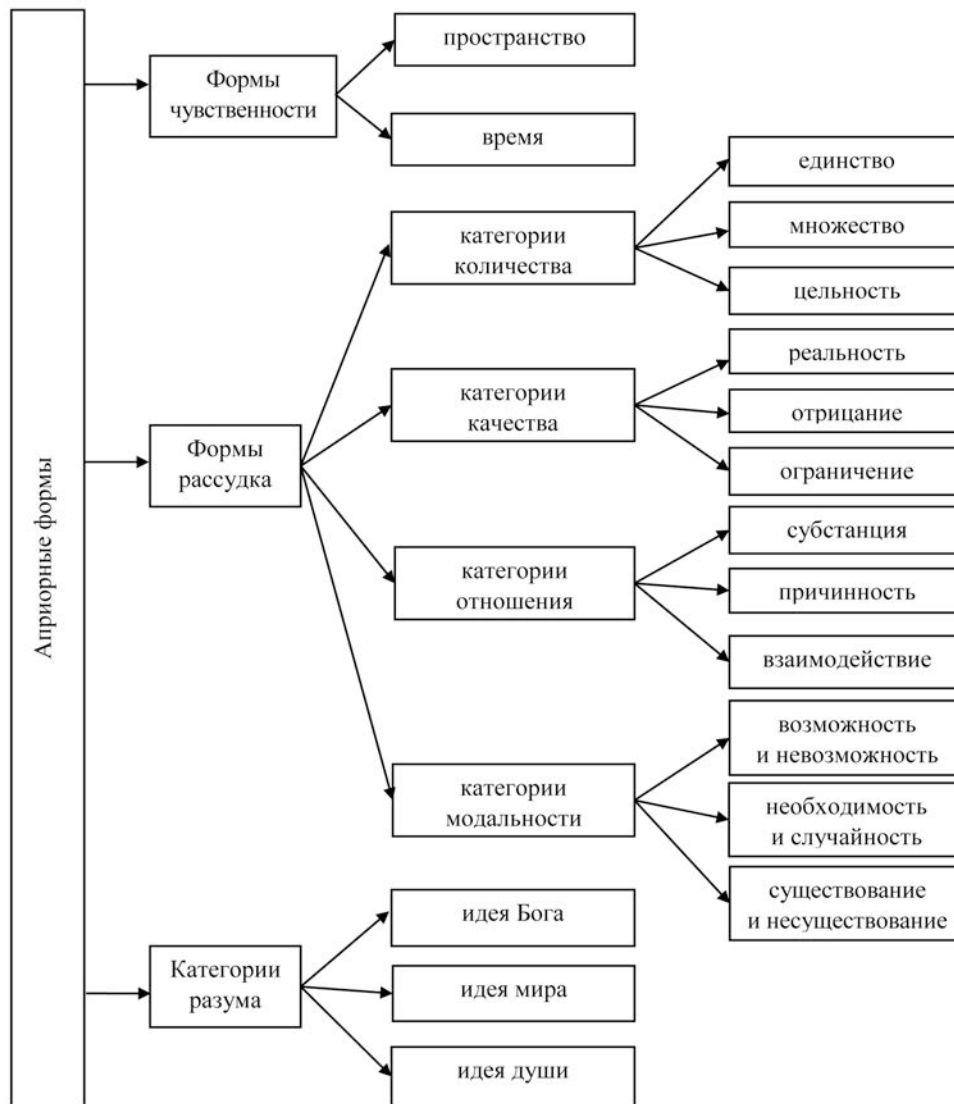 Априорные формы
Формы
чувственности
пространство
время
Формы
рассудка
категории
количества
единство
множество
цельность
категории
качества
реальность
отрицание
ограничение
категории
отношения
субстанция
причинность
взаимодействие
категории
модальности
возможность
и невозможность
необходимость
и случайность
существование
и несуществование
Категории
разума
идея Бога
идея мира
идея души